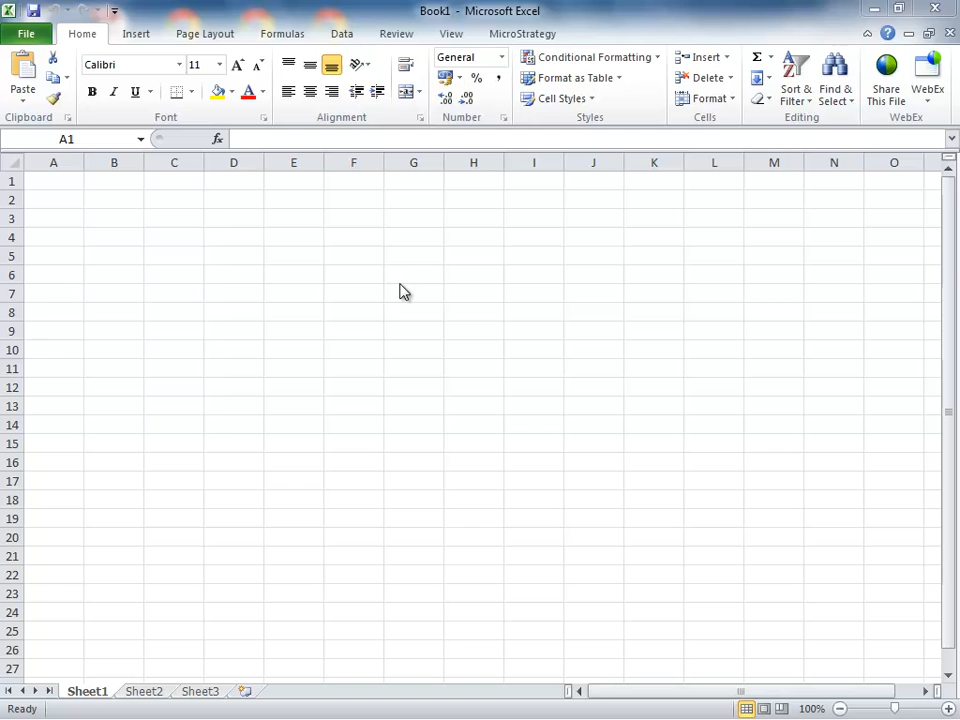 Book1 - Microsoft Excel
File Home Insert Page Layout Formulas Data Review View MicroStrategy
Calibri 11 General Conditional Formatting Insert Σ
Paste Format as Table Delete Sort & Filter Find & Select Share This File WebEx
B I U A % , Cell Styles Format
Clipboard Font Alignment Number Styles Cells Editing WebEx
A1 fx
A B C D E F G H I J K L M N O
1
2
3
4
5
6
7
8
9
10
11
12
13
14
15
16
17
18
19
20
21
22
23
24
25
26
27
Sheet1 Sheet2 Sheet3
Ready 100%